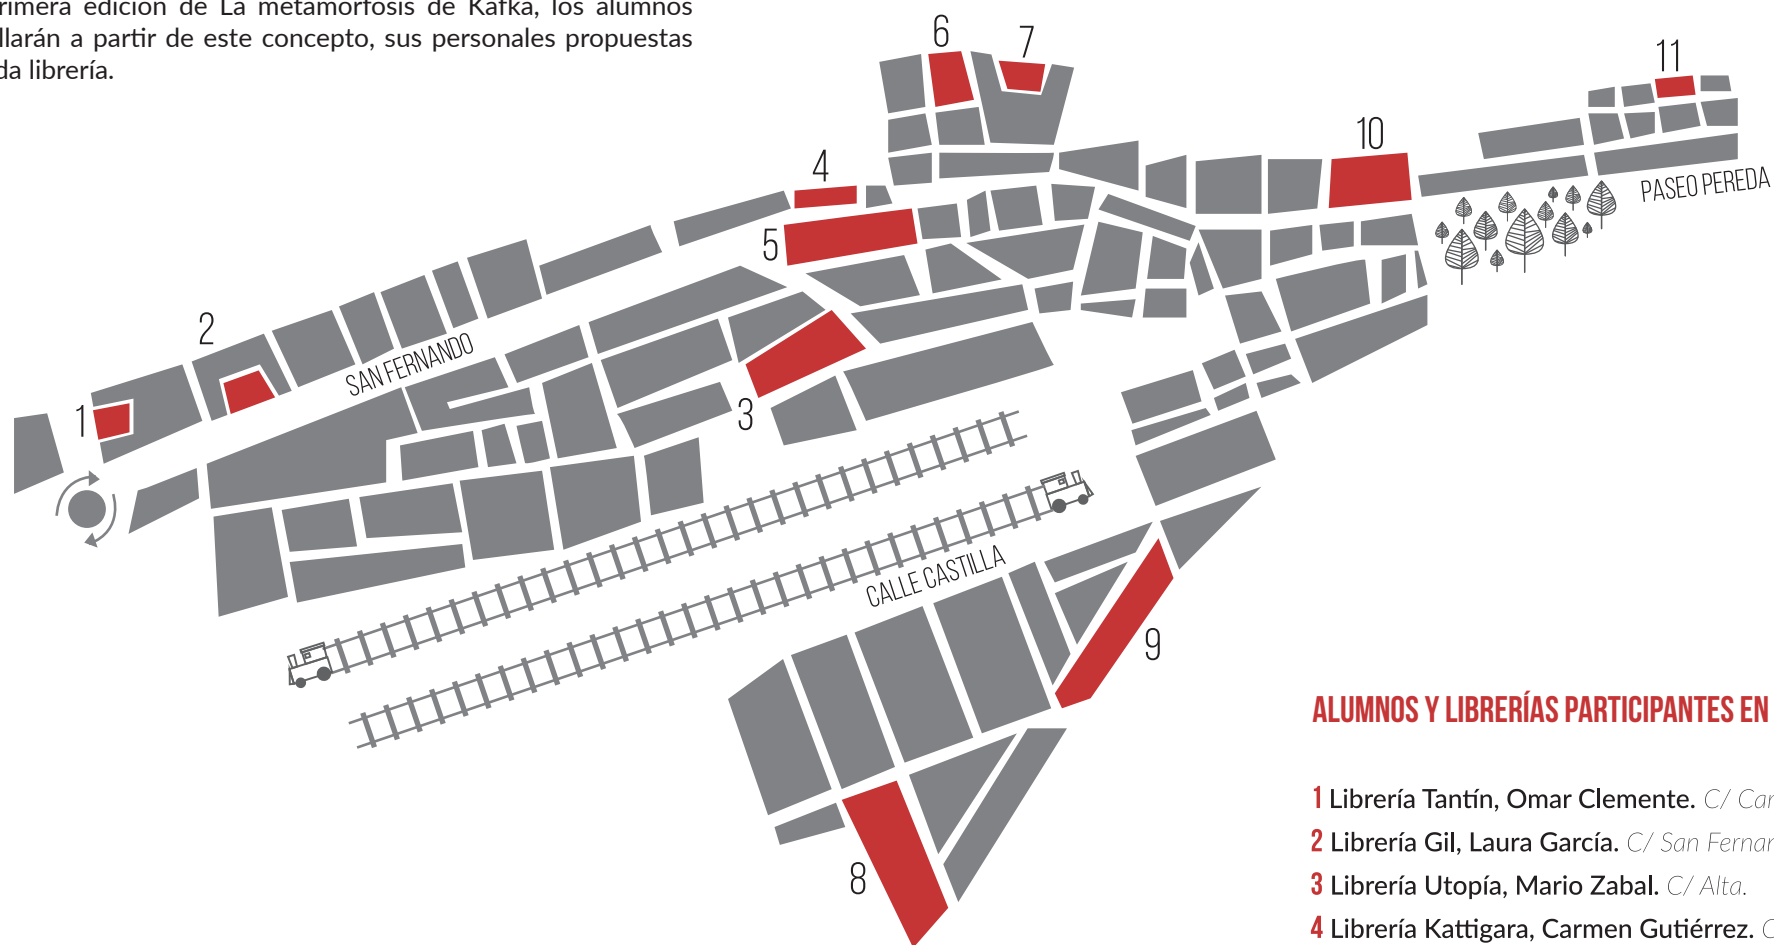 rimera edición de La metamorfosis de Kafka, los alumnos
llarán a partir de este concepto, sus personales propuestas
da librería.
6
7
11
10
4
5
2
SAN FERNANDO
1
3
PASEO PEREDA
CALLE CASTILLA
9
8
ALUMNOS Y LIBRERÍAS PARTICIPANTES EN
1 Librería Tantín, Omar Clemente. C/ Car
2 Librería Gil, Laura García. C/ San Fernan
3 Librería Utopía, Mario Zabal. C/ Alta.
4 Librería Kattigara, Carmen Gutiérrez. C